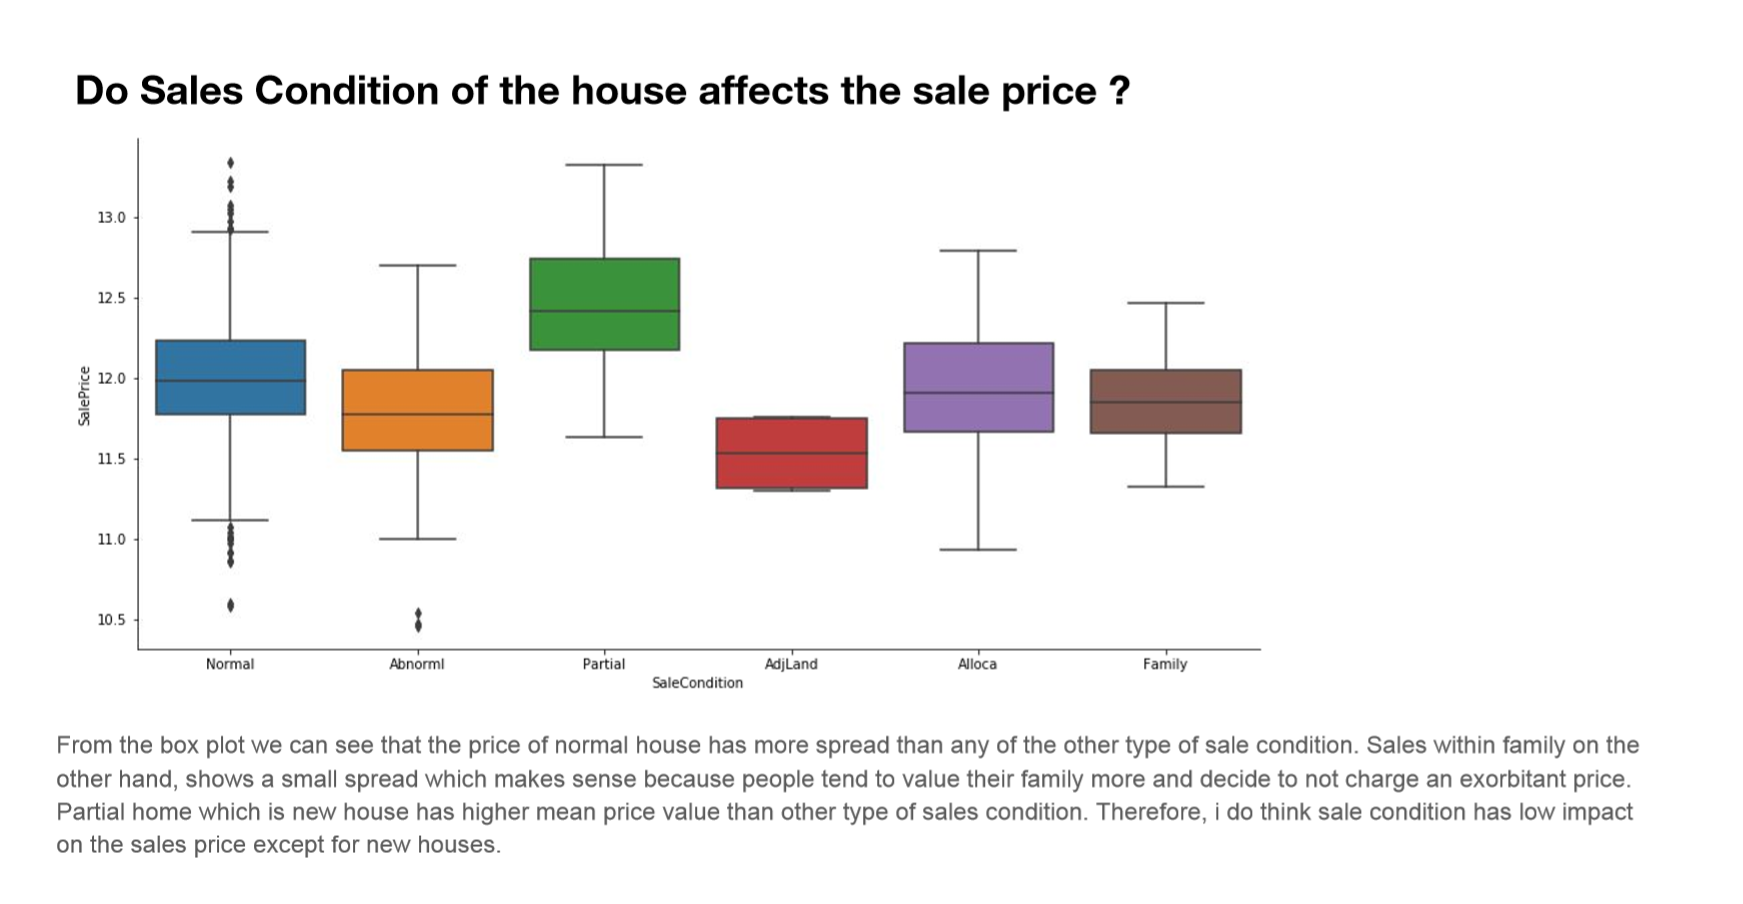 Do Sales Condition of the house affects the sale price ?
13.0
12.5
12.0
11.5
11.0
10.5
SalePrice
Normal Abnorml Partial AdjLand Alloca Family
SaleCondition
From the box plot we can see that the price of normal house has more spread than any of the other type of sale condition. Sales within family on the
other hand, shows a small spread which makes sense because people tend to value their family more and decide to not charge an exorbitant price.
Partial home which is new house has higher mean price value than other type of sales condition. Therefore, i do think sale condition has low impact
on the sales price except for new houses.